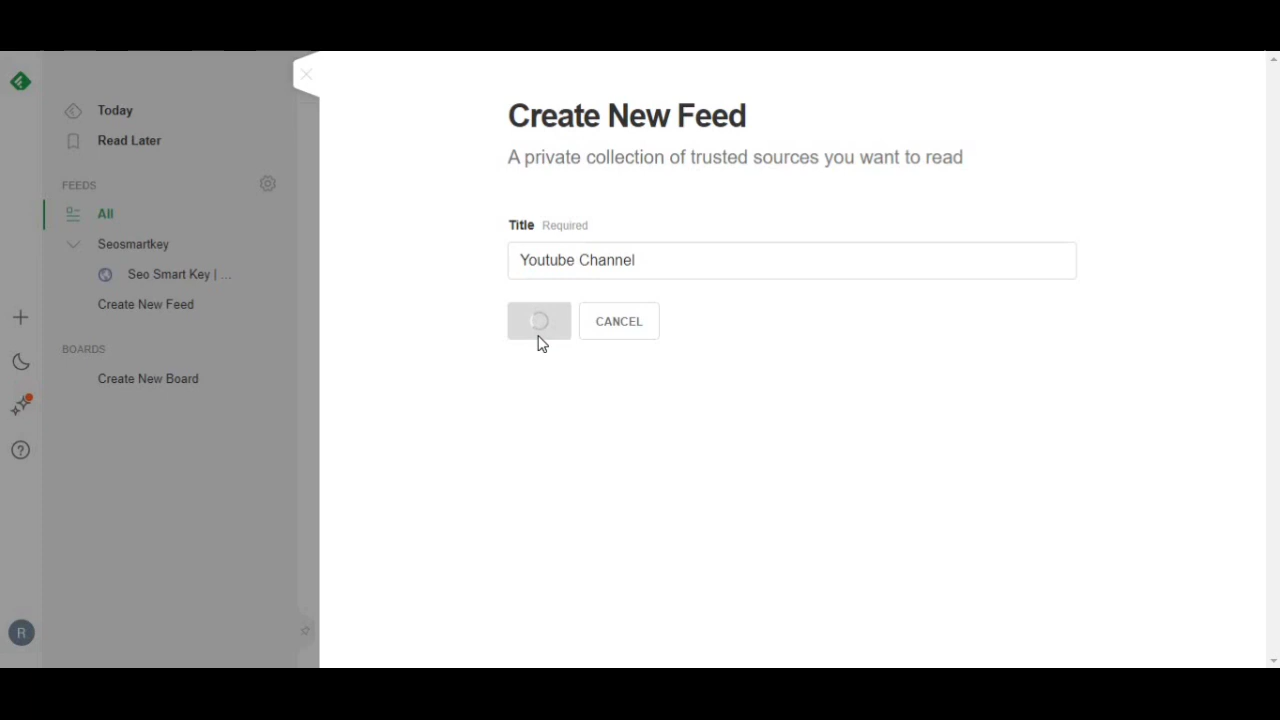 Today
Read Later
FEEDS
All
Seosmartkey
Seo Smart Key | ...
Create New Feed
BOARDS
Create New Board
R
Create New Feed
A private collection of trusted sources you want to read
Title Required
Youtube Channel
CANCEL